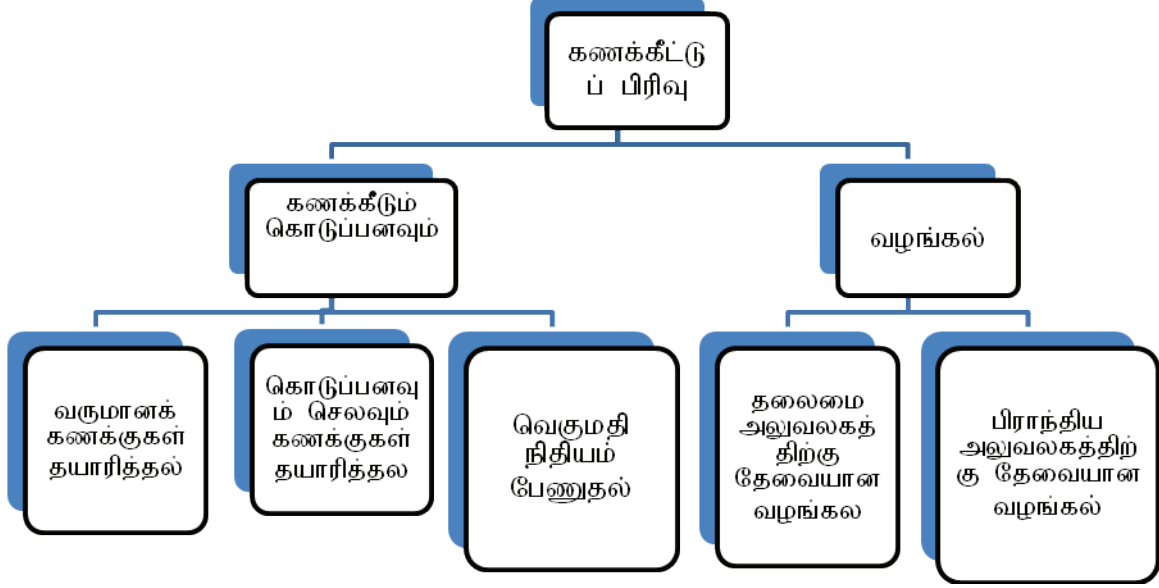 கணக்கீட்டு
ப் பிரிவு
கணக்கீடும்
கொடுப்பனவும்
வழங்கல்
வருமானக்
கணக்குகள்
தயாரித்தல்
கொடுப்பனவு
ம் செலவும்
கணக்குகள்
தயாரித்தல
வெகுமதி
நிதியம்
பேணுதல்
தலைமை
அலுவலகத்
திற்கு
தேவையான
வழங்கல
பிராந்திய
அலுவலகத்திற்
கு தேவையான
வழங்கல்